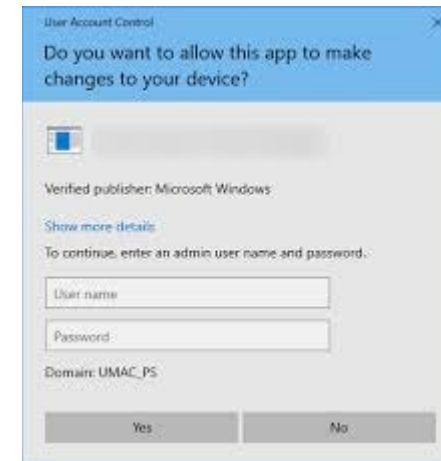 User Account Control
Do you want to allow this app to make
changes to your device?
Verified publisher: Microsoft Windows
Show more details
To continue, enter an admin user name and password.
User name
Password
Domain: UMAC_PS
Yes
No